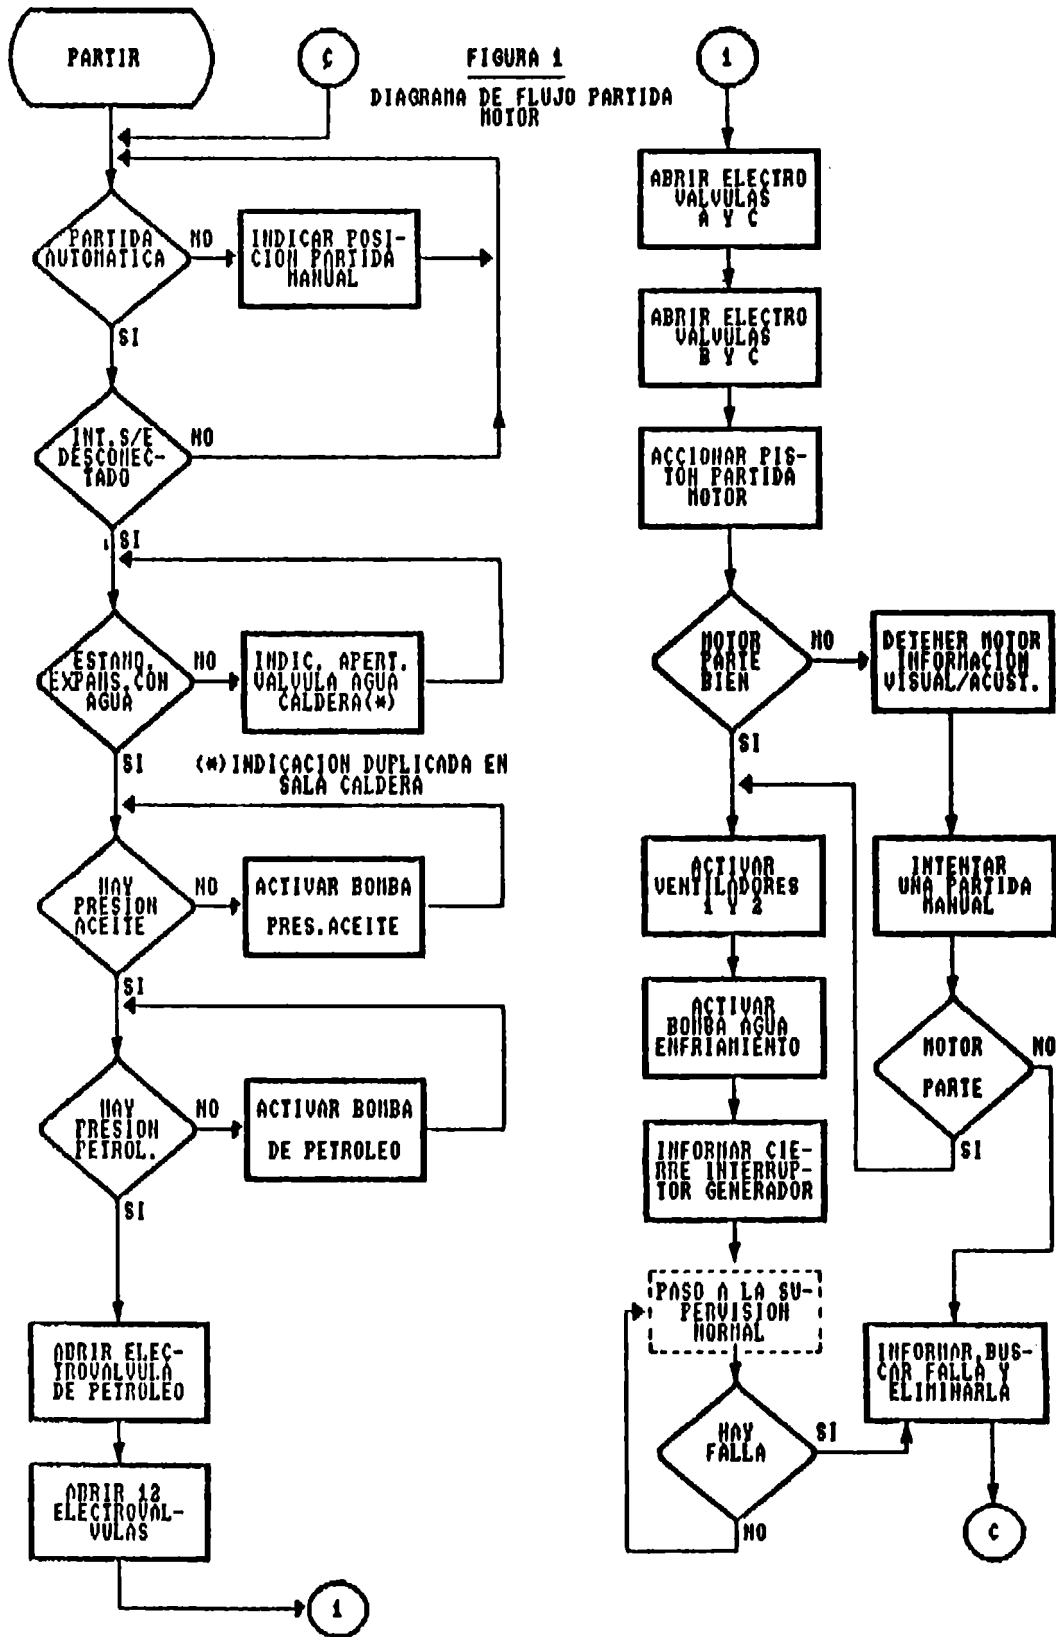 PARTIR
C
FIGURA 1
DIAGRAMA DE FLUJO PARTIDA
MOTOR
PARTIDA
AUTOMATICA
NO
INDICAR POSI-
CION PARTIDA
MANUAL
SI
INT. S/E
DESCONEC-
TADO
NO
SI
ESTANQ.
EXPANS.CON
AGUA
NO
INDIC. APERT.
VALVULA AGUA
CALDERA(*)
SI
(*)INDICACION DUPLICADA EN
SALA CALDERA
HAY
PRESION
ACEITE
NO
ACTIVAR BOMBA
PRES.ACEITE
SI
HAY
PRESION
PETROL.
NO
ACTIVAR BOMBA
DE PETROLEO
SI
ABRIR ELEC-
TROVALVULA
DE PETROLEO
ABRIR 12
ELECTROVAL-
VULAS
1
1
ABRIR ELECTRO
VALVULAS
A Y C
ABRIR ELECTRO
VALVULAS
B Y C
ACCIONAR PIS-
TON PARTIDA
MOTOR
MOTOR
PARTE
BIEN
NO
DETENER MOTOR
INFORMACION
VISUAL/ACUST.
SI
ACTIVAR
VENTILADORES
1 Y 2
INTENTAR
UNA PARTIDA
MANUAL
ACTIVAR
BOMBA AGUA
ENFRIAMIENTO
MOTOR
PARTE
NO
SI
INFORMAR CIE-
RRE INTERRUP-
TOR GENERADOR
PASO A LA SU-
PERVISION
NORMAL
INFORMAR,BUS-
CAR FALLA Y
ELIMINARLA
HAY
FALLA
SI
NO
C